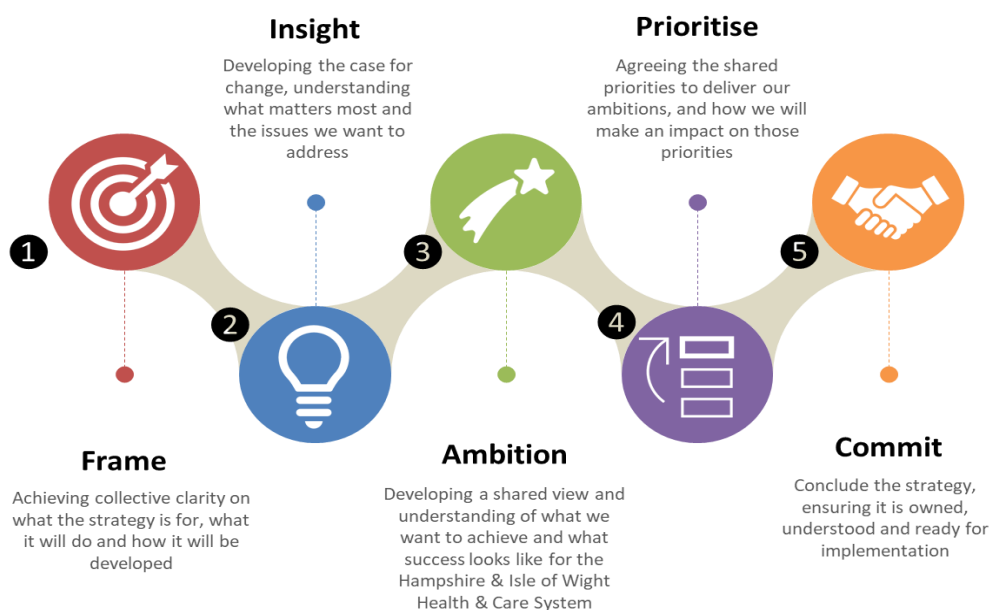 1
Frame
Achieving collective clarity on
what the strategy is for, what
it will do and how it will be
developed
2
Insight
Developing the case for
change, understanding
what matters most and
the issues we want to
address
3
Ambition
Developing a shared view and
understanding of what we
want to achieve and what
success looks like for the
Hampshire & Isle of Wight
Health & Care System
4
Prioritise
Agreeing the shared
priorities to deliver our
ambitions, and how we will
make an impact on those
priorities
5
Commit
Conclude the strategy,
ensuring it is owned,
understood and ready for
implementation